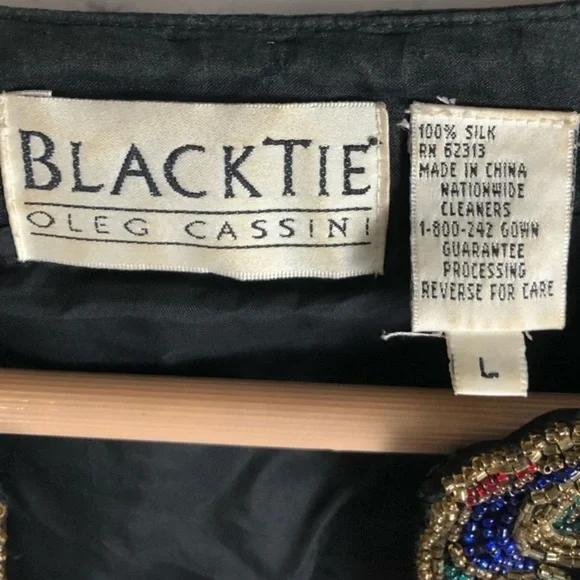 BLACKTIE
OLEG CASSINI
100% SILK
RN 62313
MADE IN CHINA
NATIONWIDE
CLEANERS
1-800-242 GOWN
GUARANTEE
PROCESSING
REVERSE FOR CARE
L